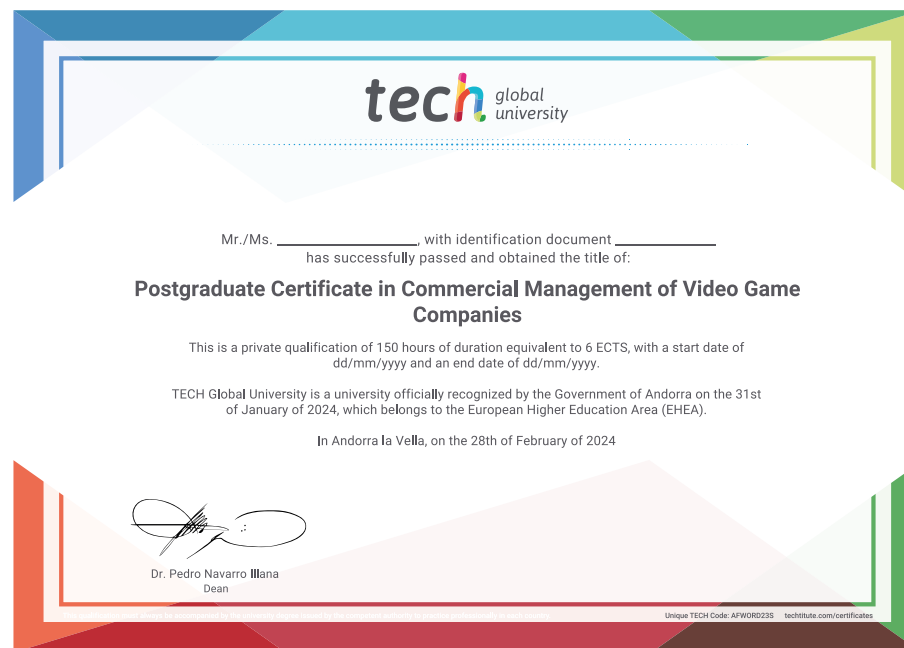 tech global university
Mr./Ms. ____________, with identification document ____________
has successfully passed and obtained the title of:
Postgraduate Certificate in Commercial Management of Video Game
Companies
This is a private qualification of 150 hours of duration equivalent to 6 ECTS, with a start date of
dd/mm/yyyy and an end date of dd/mm/yyyy.
TECH Global University is a university officially recognized by the Government of Andorra on the 31st
of January of 2024, which belongs to the European Higher Education Area (EHEA).
In Andorra la Vella, on the 28th of February of 2024
Dr. Pedro Navarro Illana
Dean
Unique TECH Code: AFWORD23S techtitute.com/certificates